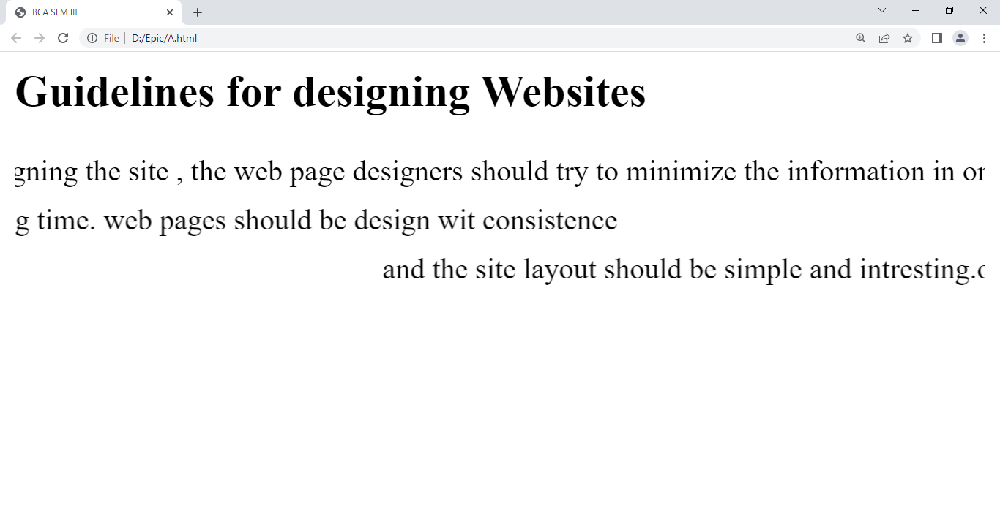 BCA SEM III
File D:/Epic/A.html
Guidelines for designing Websites
gning the site , the web page designers should try to minimize the information in or
g time. web pages should be design wit consistence
and the site layout should be simple and intresting.